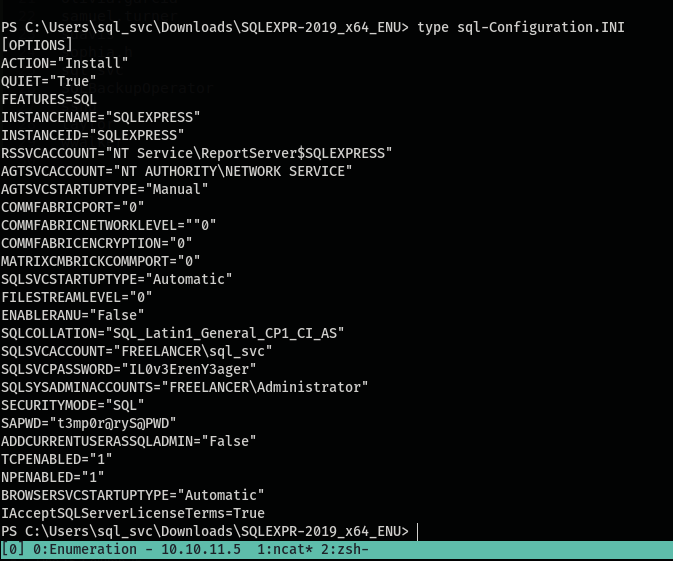 PS C:\Users\sql_svc\Downloads\SQLEXPR-2019_x64_ENU> type sql-Configuration.INI
[OPTIONS]
ACTION="Install"
QUIET="True"
FEATURES=SQL
INSTANCENAME="SQLEXPRESS"
INSTANCEID="SQLEXPRESS"
RSSVCACCOUNT="NT Service\ReportServer$SQLEXPRESS"
AGTSVCACCOUNT="NT AUTHORITY\NETWORK SERVICE"
AGTSVCSTARTUPTYPE="Manual"
COMMFABRICPORT="0"
COMMFABRICNETWORKLEVEL=""0"
COMMFABRICENCRYPTION="0"
MATRIXCMBRICKCOMMPORT="0"
SQLSVCSTARTUPTYPE="Automatic"
FILESTREAMLEVEL="0"
ENABLERANU="False"
SQLCOLLATION="SQL_Latin1_General_CP1_CI_AS"
SQLSVCACCOUNT="FREELANCER\sql_svc"
SQLSVCPASSWORD="IL0v3ErenY3ager"
SQLSYSADMINACCOUNTS="FREELANCER\Administrator"
SECURITYMODE="SQL"
SAPWD="t3mp0r@ryS@PWD"
ADDCURRENTUSERASSQLADMIN="False"
TCPENABLED="1"
NPENABLED="1"
BROWSERSVCSTARTUPTYPE="Automatic"
IAcceptSQLServerLicenseTerms=True
PS C:\Users\sql_svc\Downloads\SQLEXPR-2019_x64_ENU>
[0] 0:Enumeration - 10.10.11.5  1:ncat* 2:zsh-